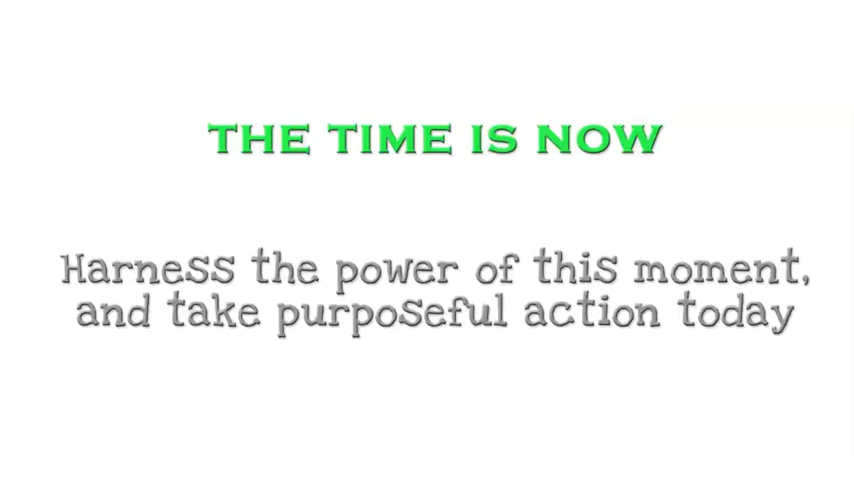 THE TIME IS NOW
Harness the power of this moment,
and take purposeful action today